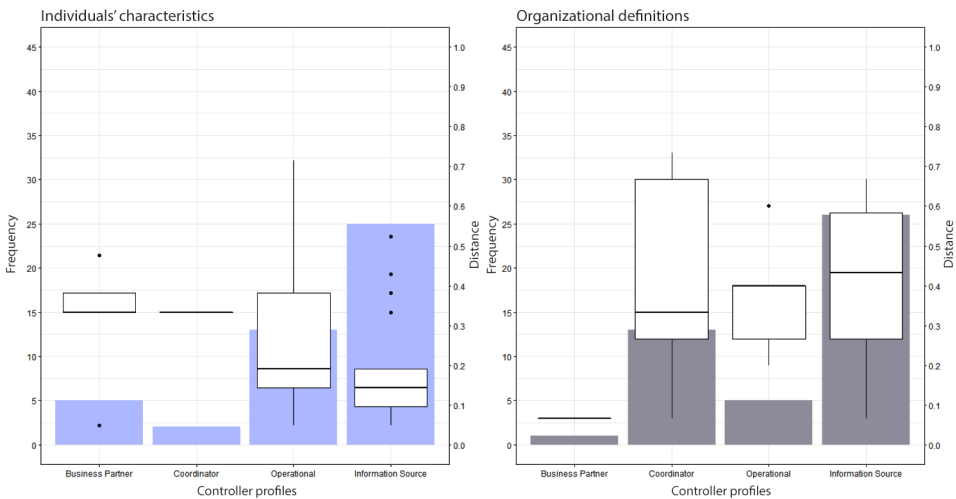 Individuals’ characteristics
Organizational definitions
45
40
35
30
25
20
15
10
5
0
Frequency
1.0
0.9
0.8
0.7
0.6
0.5
0.4
0.3
0.2
0.1
0.0
Distance
Business Partner
Coordinator
Operational
Information Source
Controller profiles
45
40
35
30
25
20
15
10
5
0
Frequency
1.0
0.9
0.8
0.7
0.6
0.5
0.4
0.3
0.2
0.1
0.0
Distance
Business Partner
Coordinator
Operational
Information Source
Controller profiles